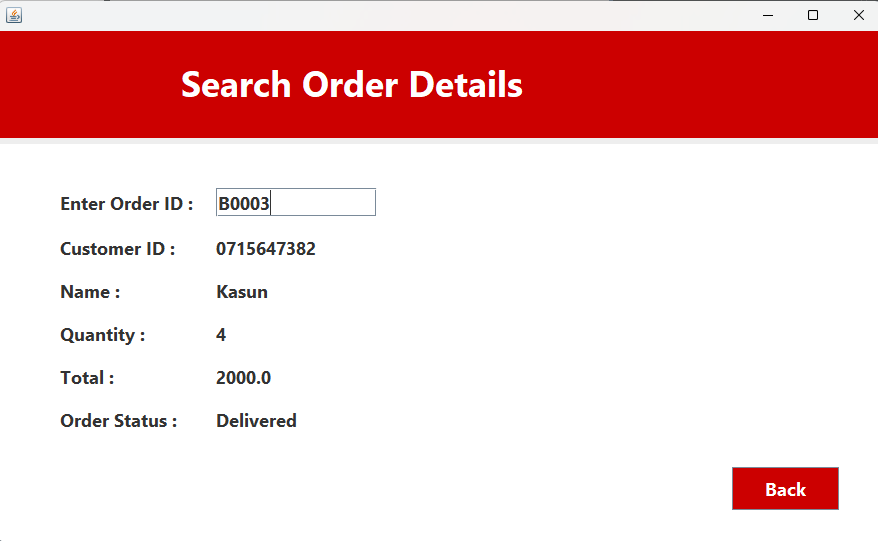 Search Order Details
Enter Order ID : B0003
Customer ID : 0715647382
Name : Kasun
Quantity : 4
Total : 2000.0
Order Status : Delivered
Back